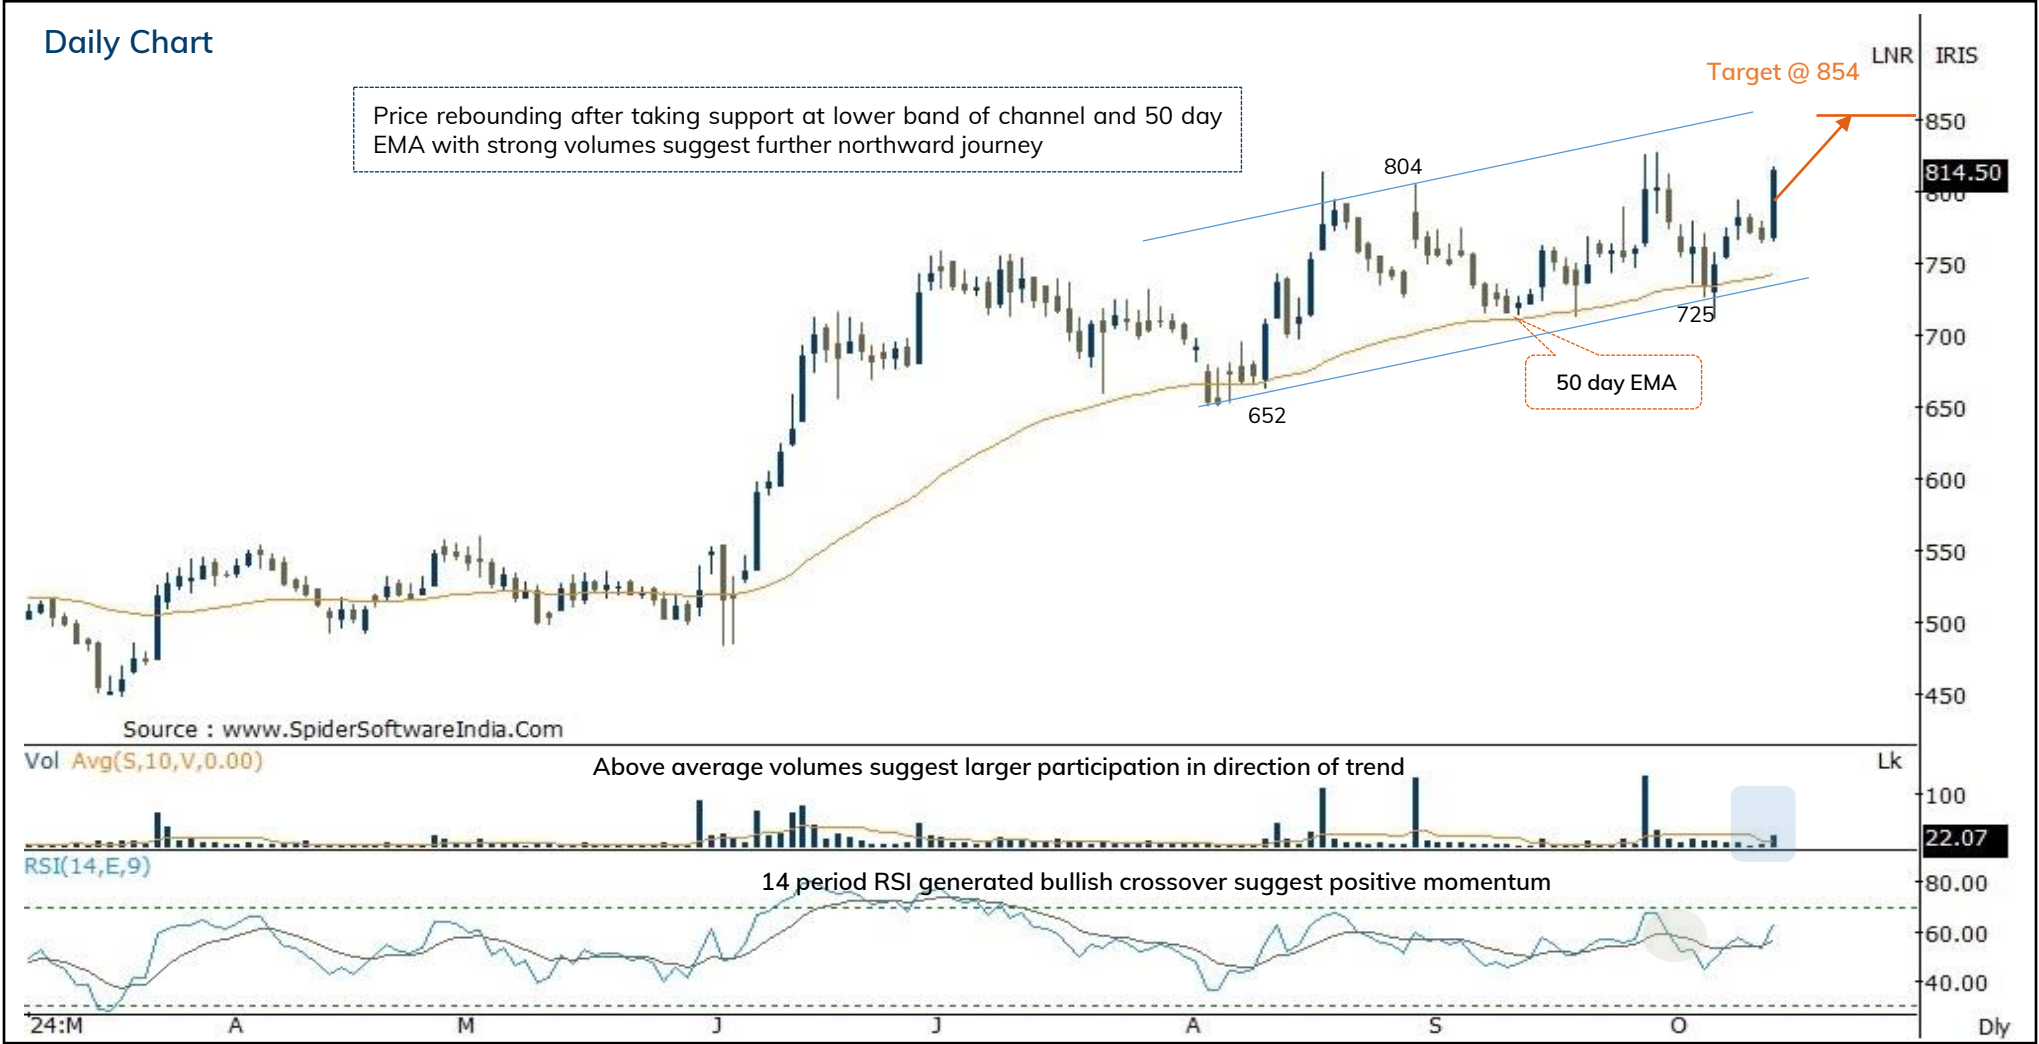 Daily Chart
LNR IRIS
Target @ 854
Price rebounding after taking support at lower band of channel and 50 day
EMA with strong volumes suggest further northward journey
850
814.50
800
804
750
725
700
50 day EMA
650
652
600
550
500
450
Source : www.SpiderSoftwareIndia.Com
Vol Avg(S,10,V,0.00)
Above average volumes suggest larger participation in direction of trend
Lk
100
22.07
RSI(14,E,9)
14 period RSI generated bullish crossover suggest positive momentum
80.00
60.00
40.00
'24:M A M J J A S O Dly